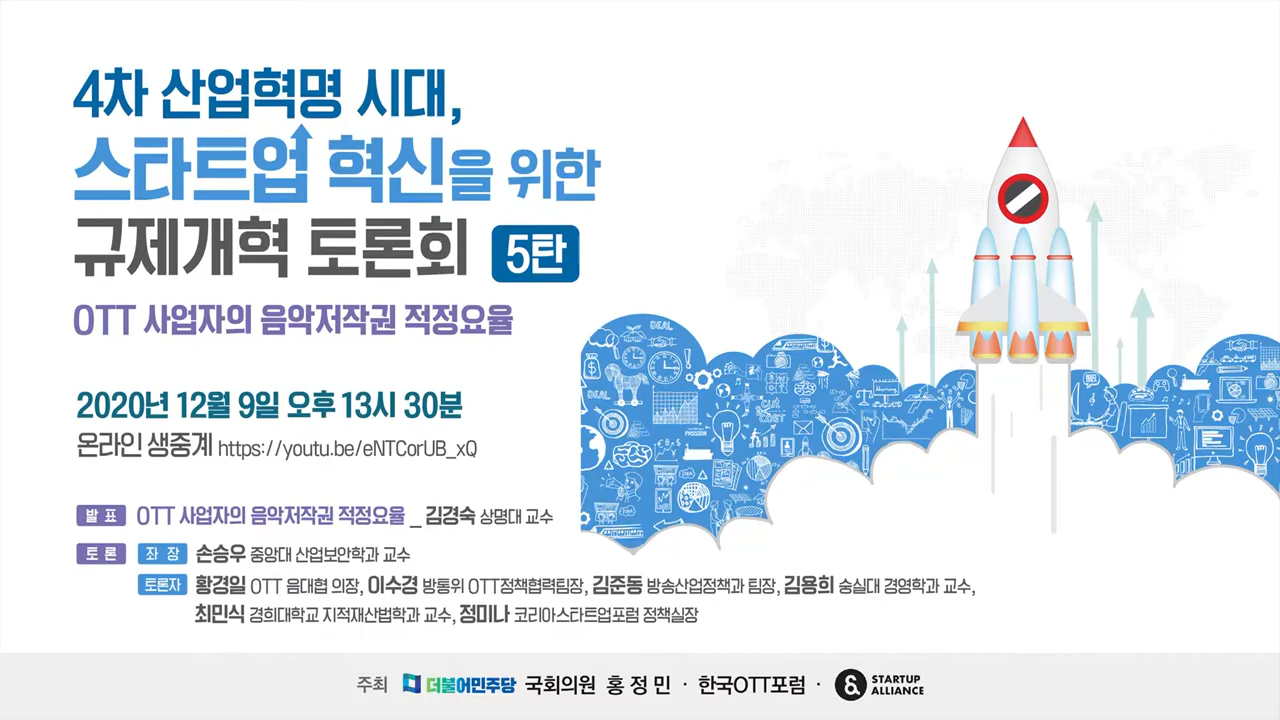 4차 산업혁명 시대,
스타트업 혁신을 위한
규제개혁 토론회 5탄
OTT 사업자의 음악저작권 적정요율
2020년 12월 9일 오후 13시 30분
온라인 생중계 https://youtu.be/eNTCorUB_xQ
발표 OTT 사업자의 음악저작권 적정요율 _ 김경숙 상명대 교수
토론 좌장 손승우 중앙대 산업보안학과 교수
토론자 황경일 OTT 음대협 의장, 이수경 방통위 OTT정책협력팀장, 김준동 방송산업정책과 팀장, 김용희 숭실대 경영학과 교수,
최민식 경희대학교 지적재산법학과 교수, 정미나 코리아스타트업포럼 정책실장
주최 더불어민주당 국회의원 홍정민 · 한국OTT포럼 · & STARTUP
ALLIANCE
DEAL
DEAL
PASSION
IDEA